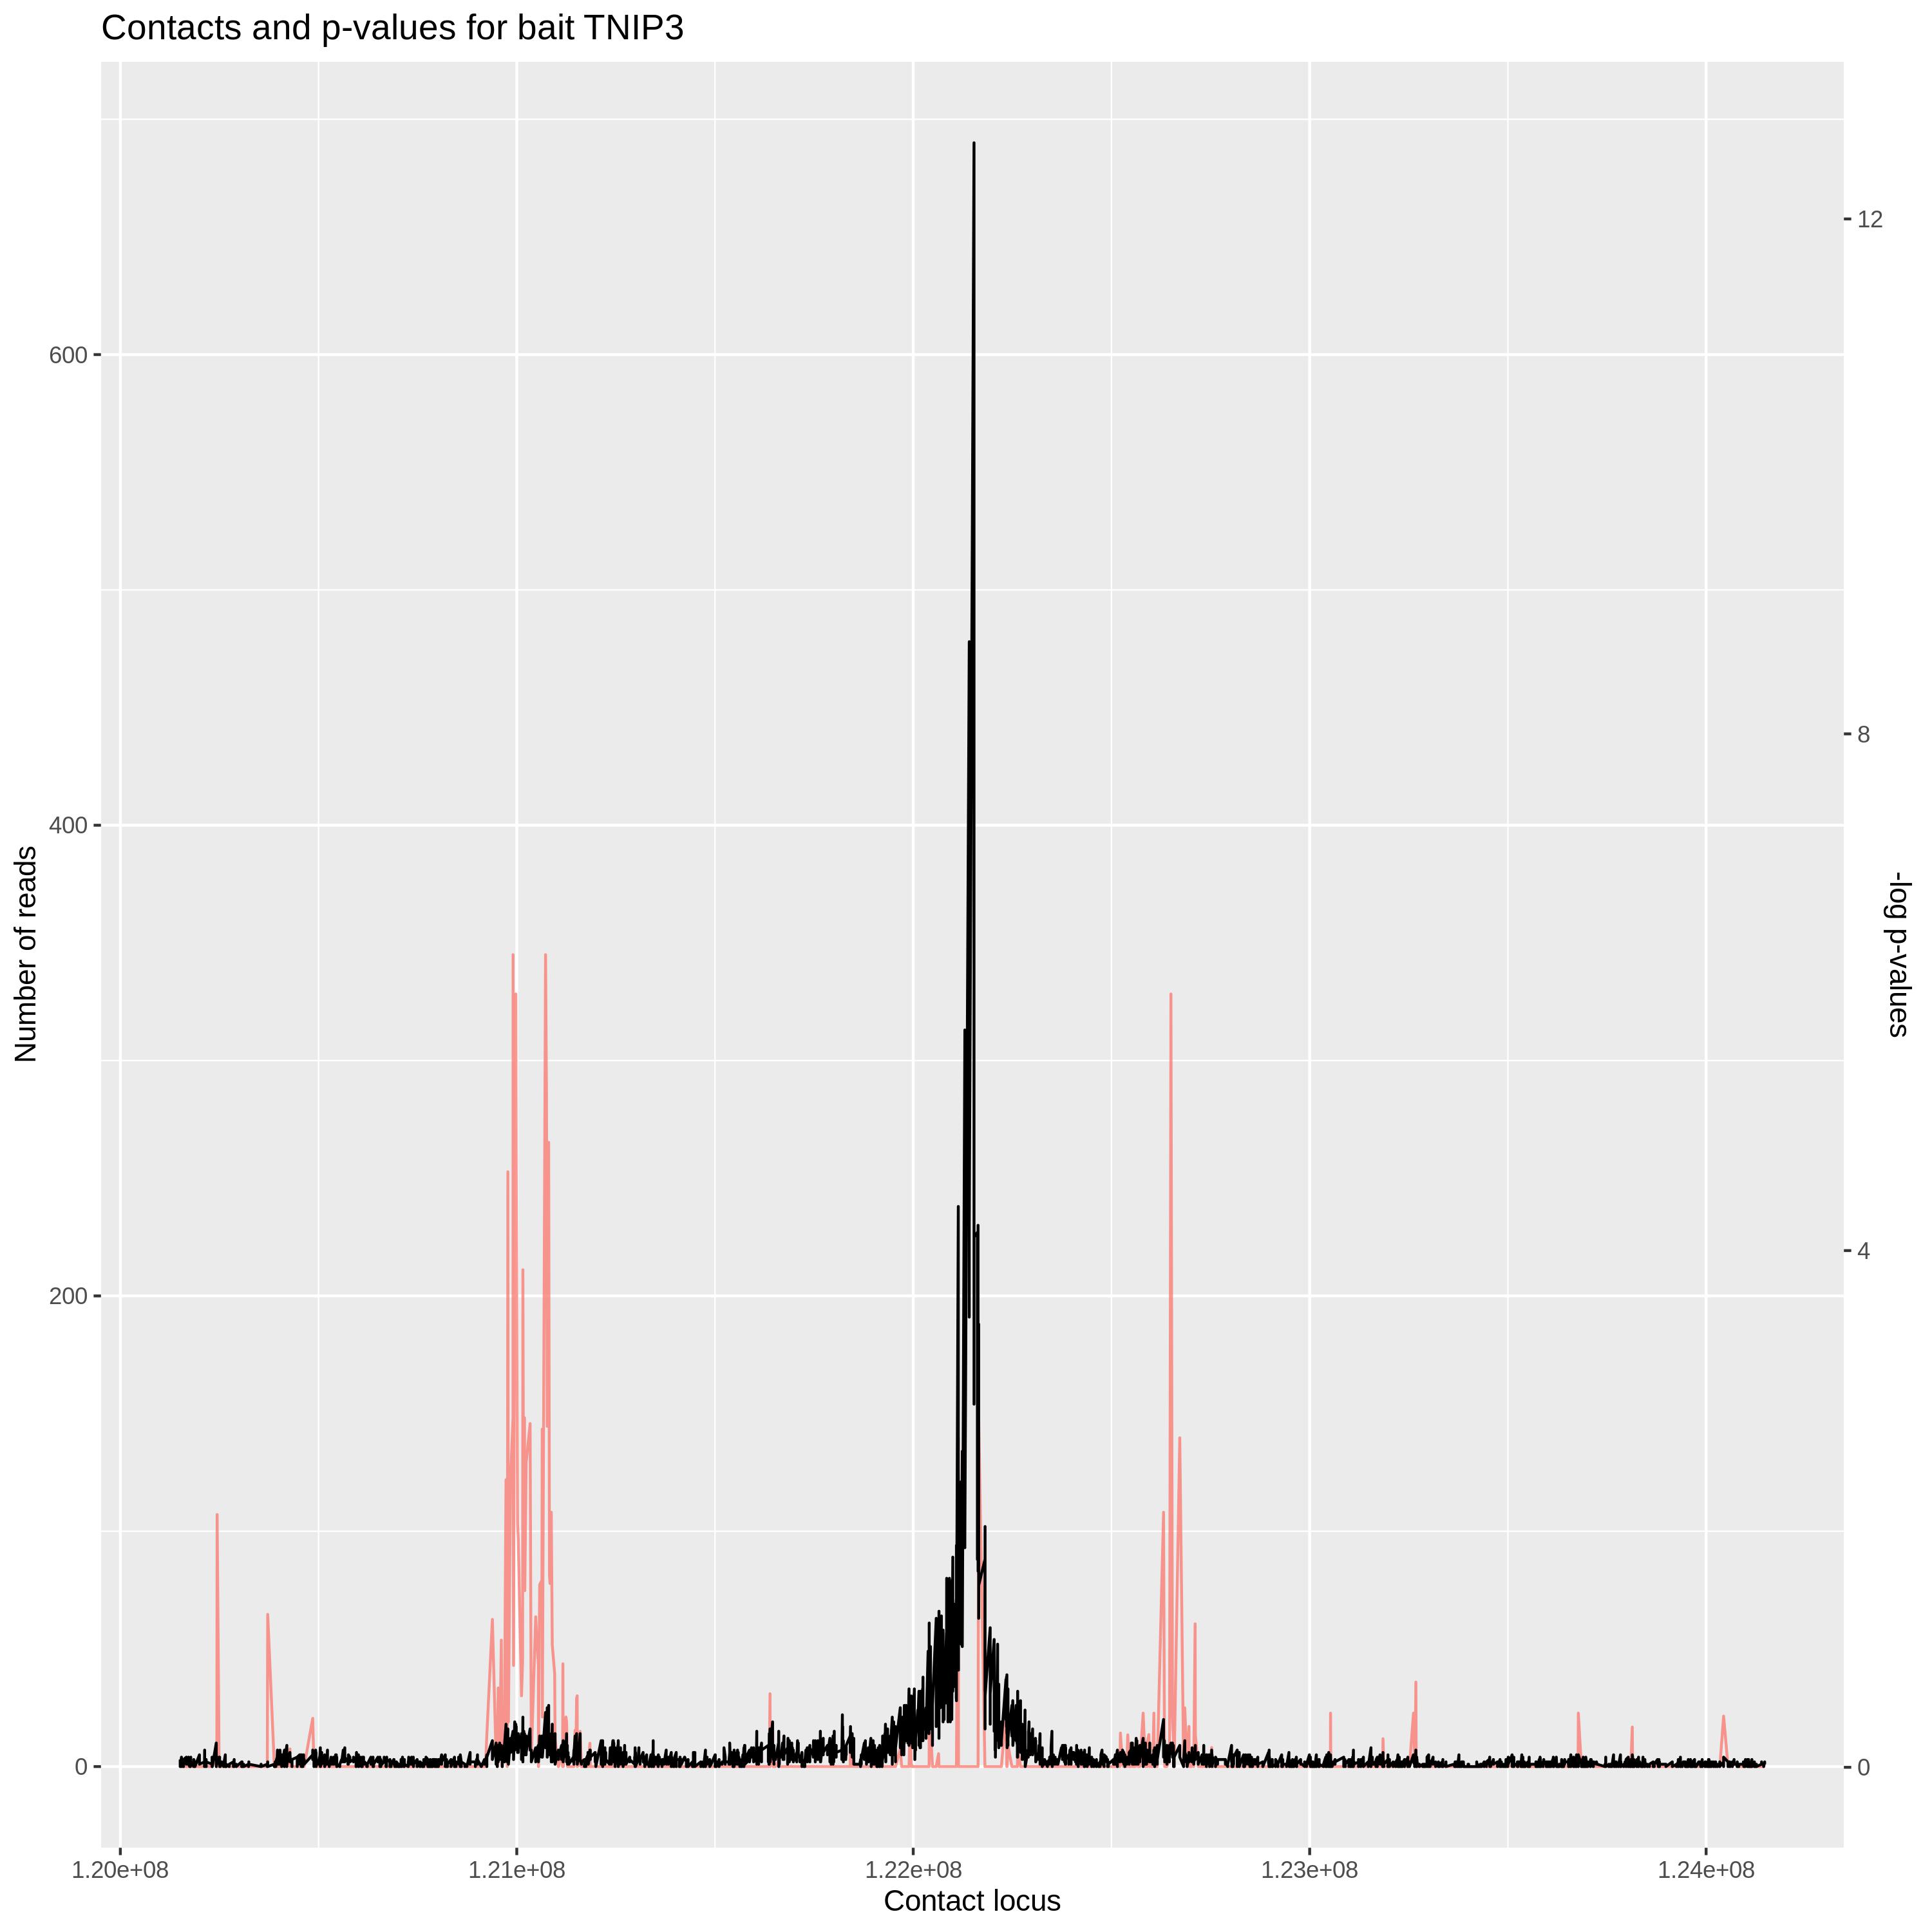 Contacts and p-values for bait TNIP3
Number of reads
600
400
200
0
12
8
4
0
-log p-values
1.20e+08
1.21e+08
1.22e+08
1.23e+08
1.24e+08
Contact locus